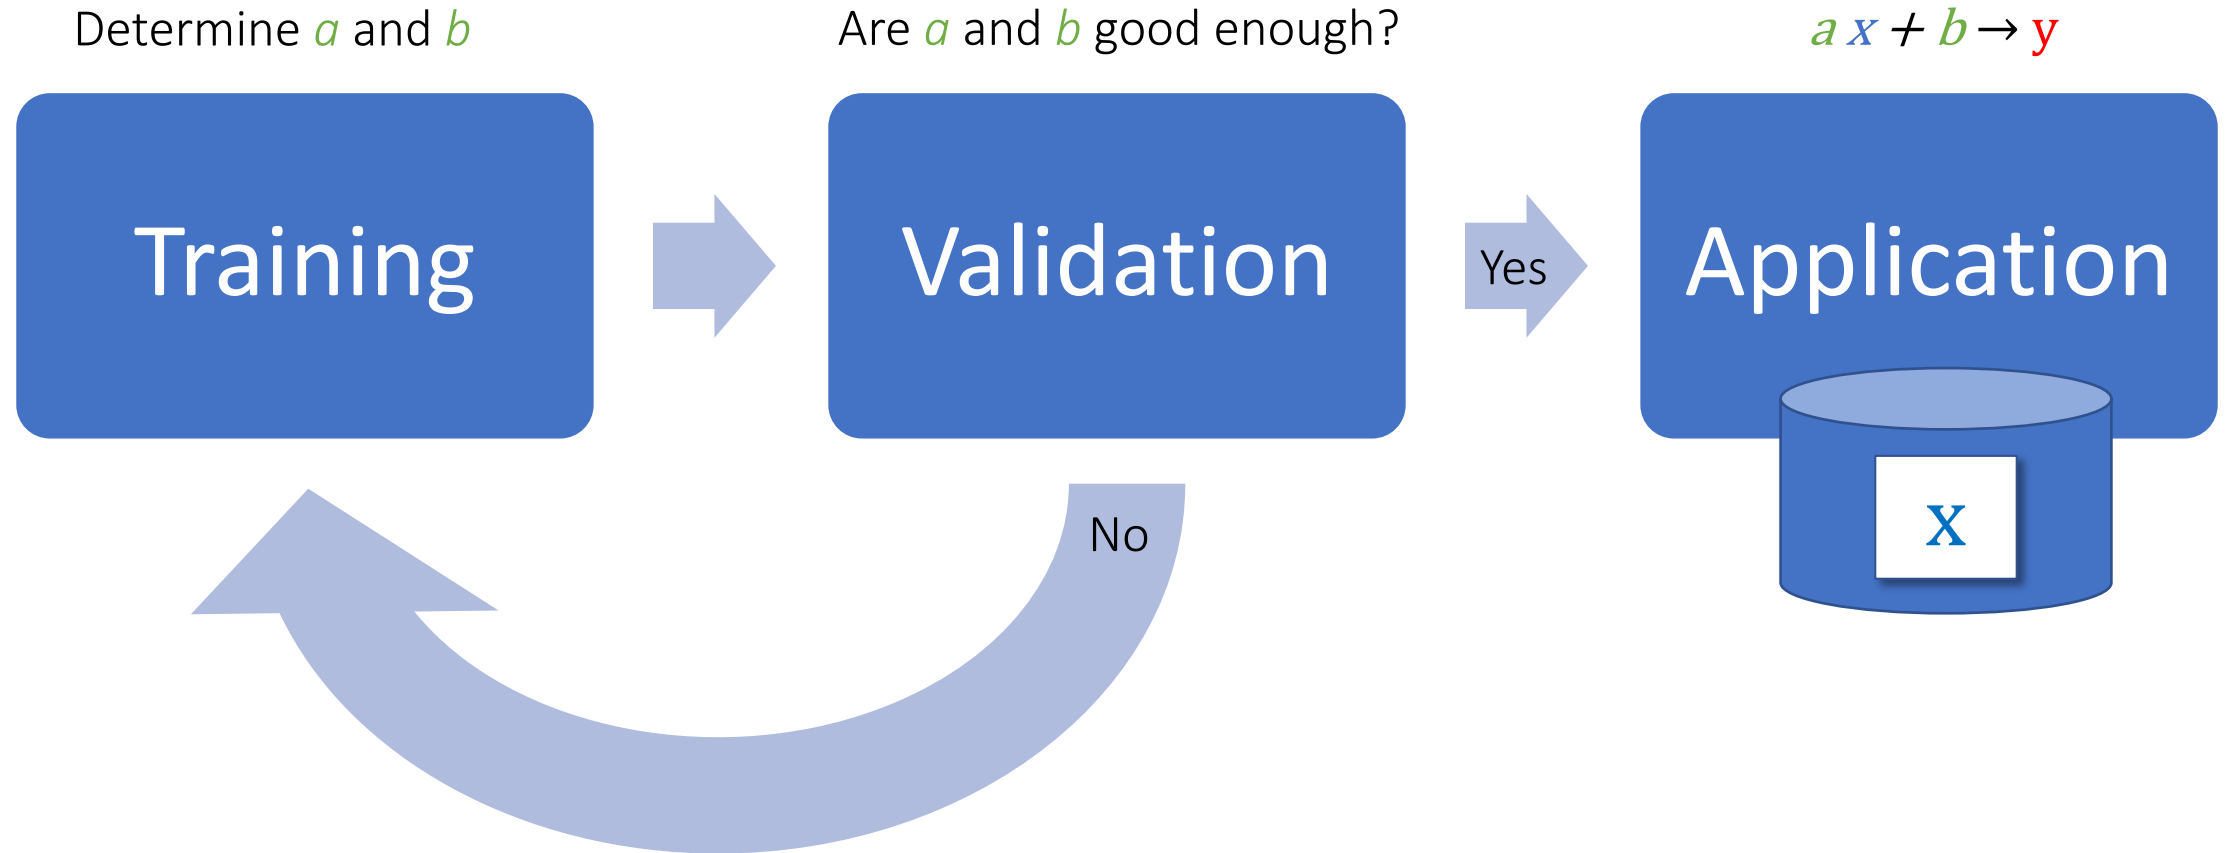 Determine a and b
Are a and b good enough?
a x + b → y
Training
Validation
Yes
Application
No
x